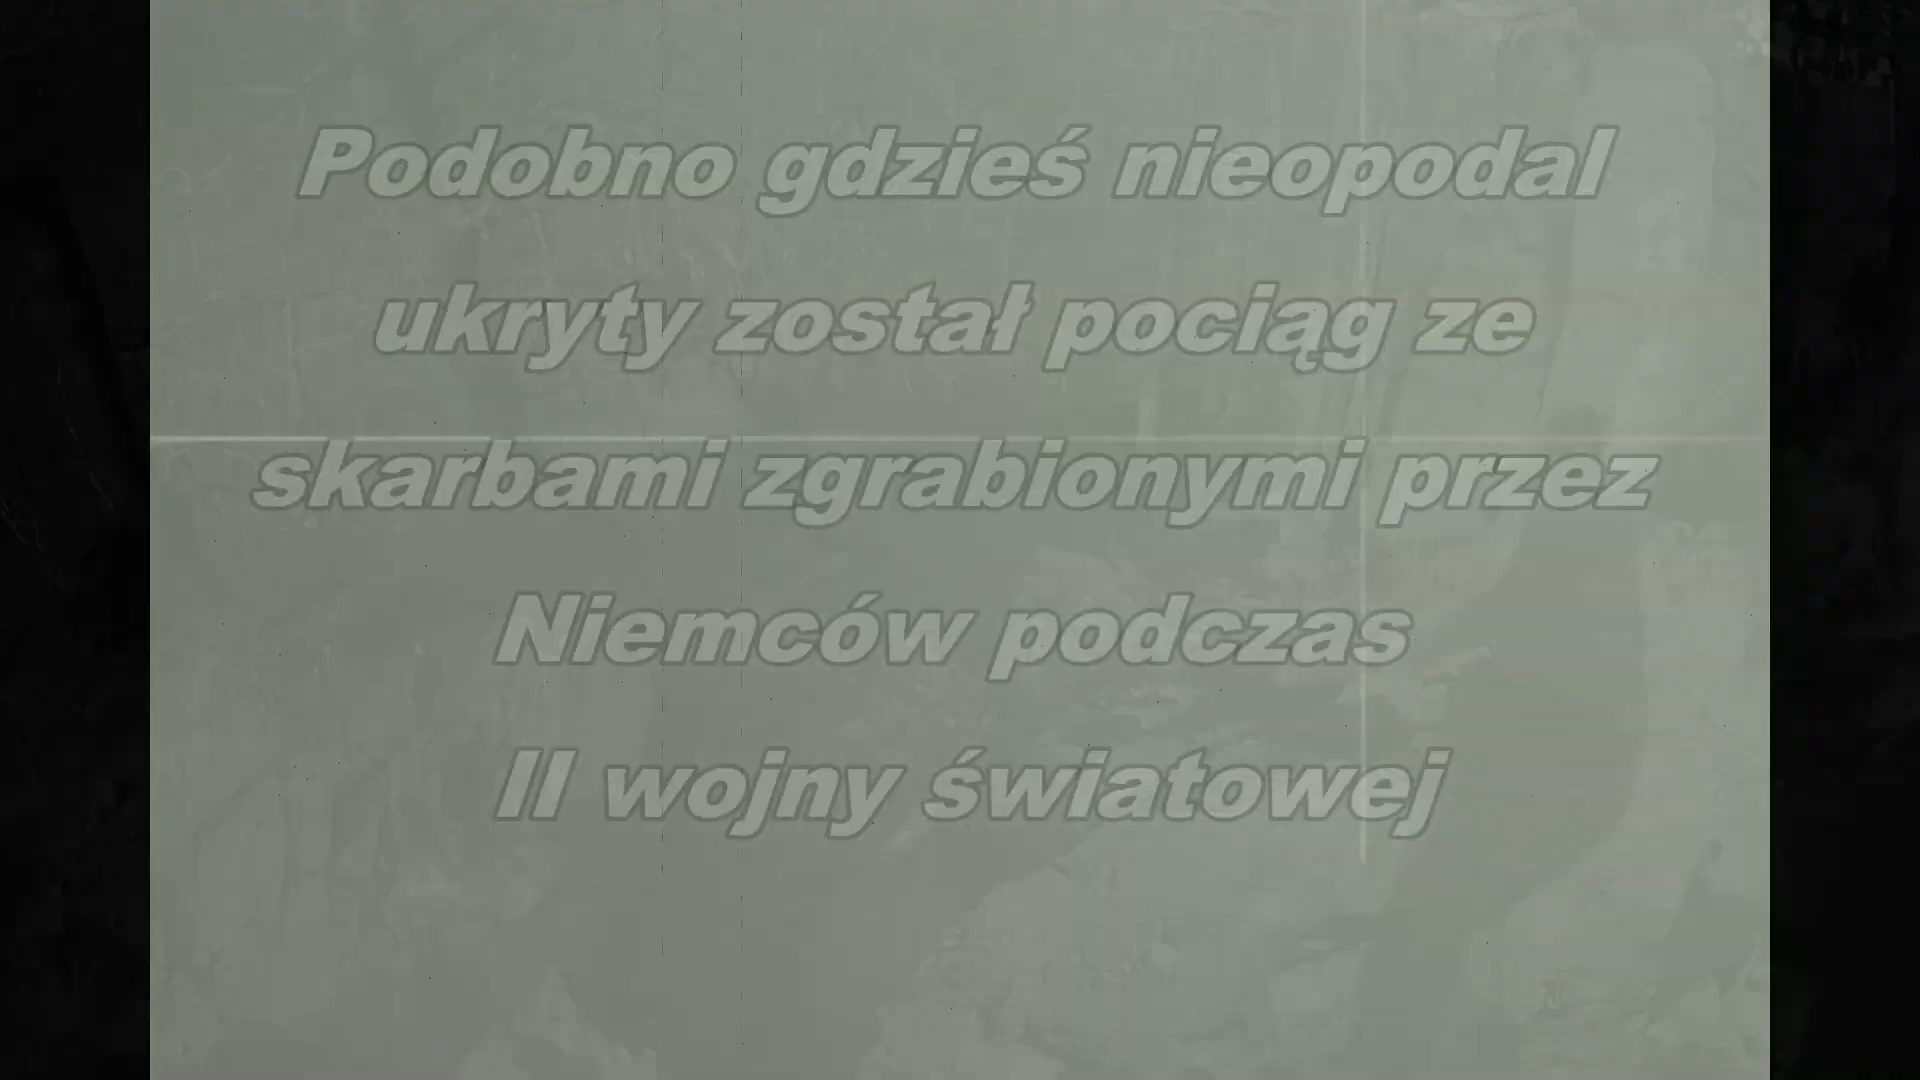 Podobno gdzieś nieopodal
ukryty został pociąg ze
skarbami zgrabionymi przez
Niemców podczas
II wojny światowej